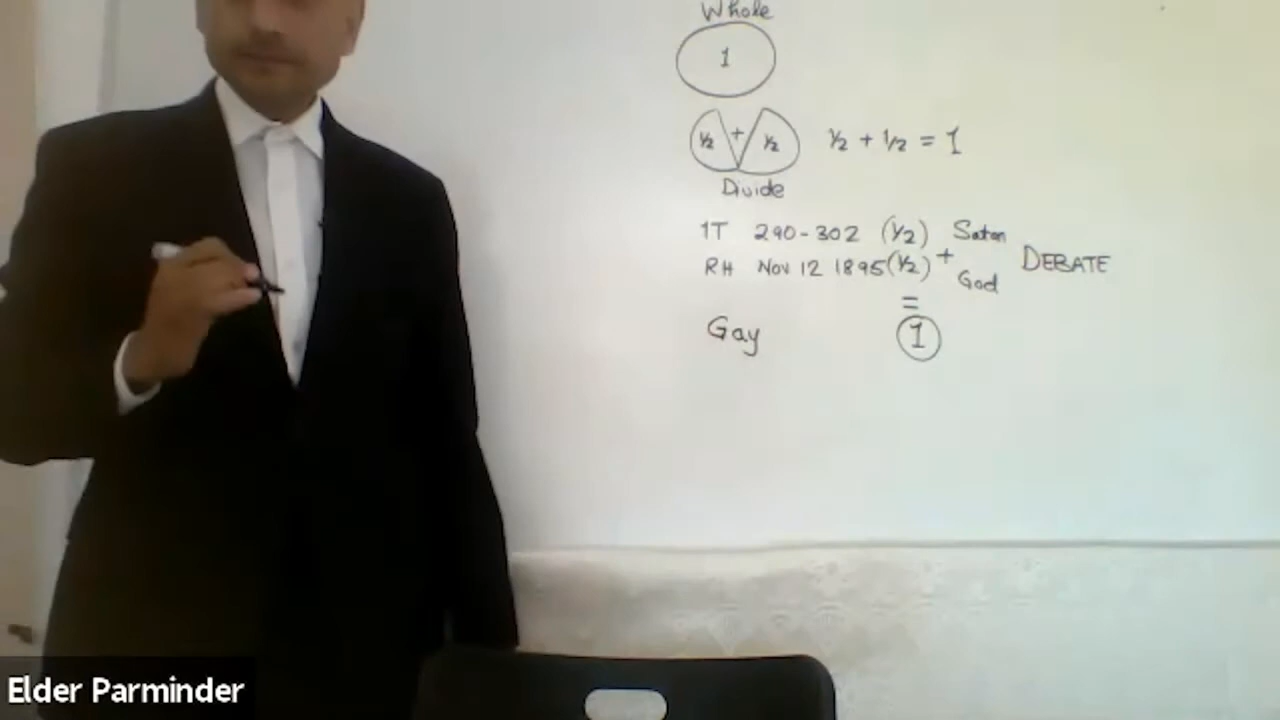 Whole
1
½ + ½ ½ + 1/2 = 1
Divide
1T 290-302 (½) Satan
RH Nov 12 1895 (½) + God DEBATE
=
Gay 1
Elder Parminder